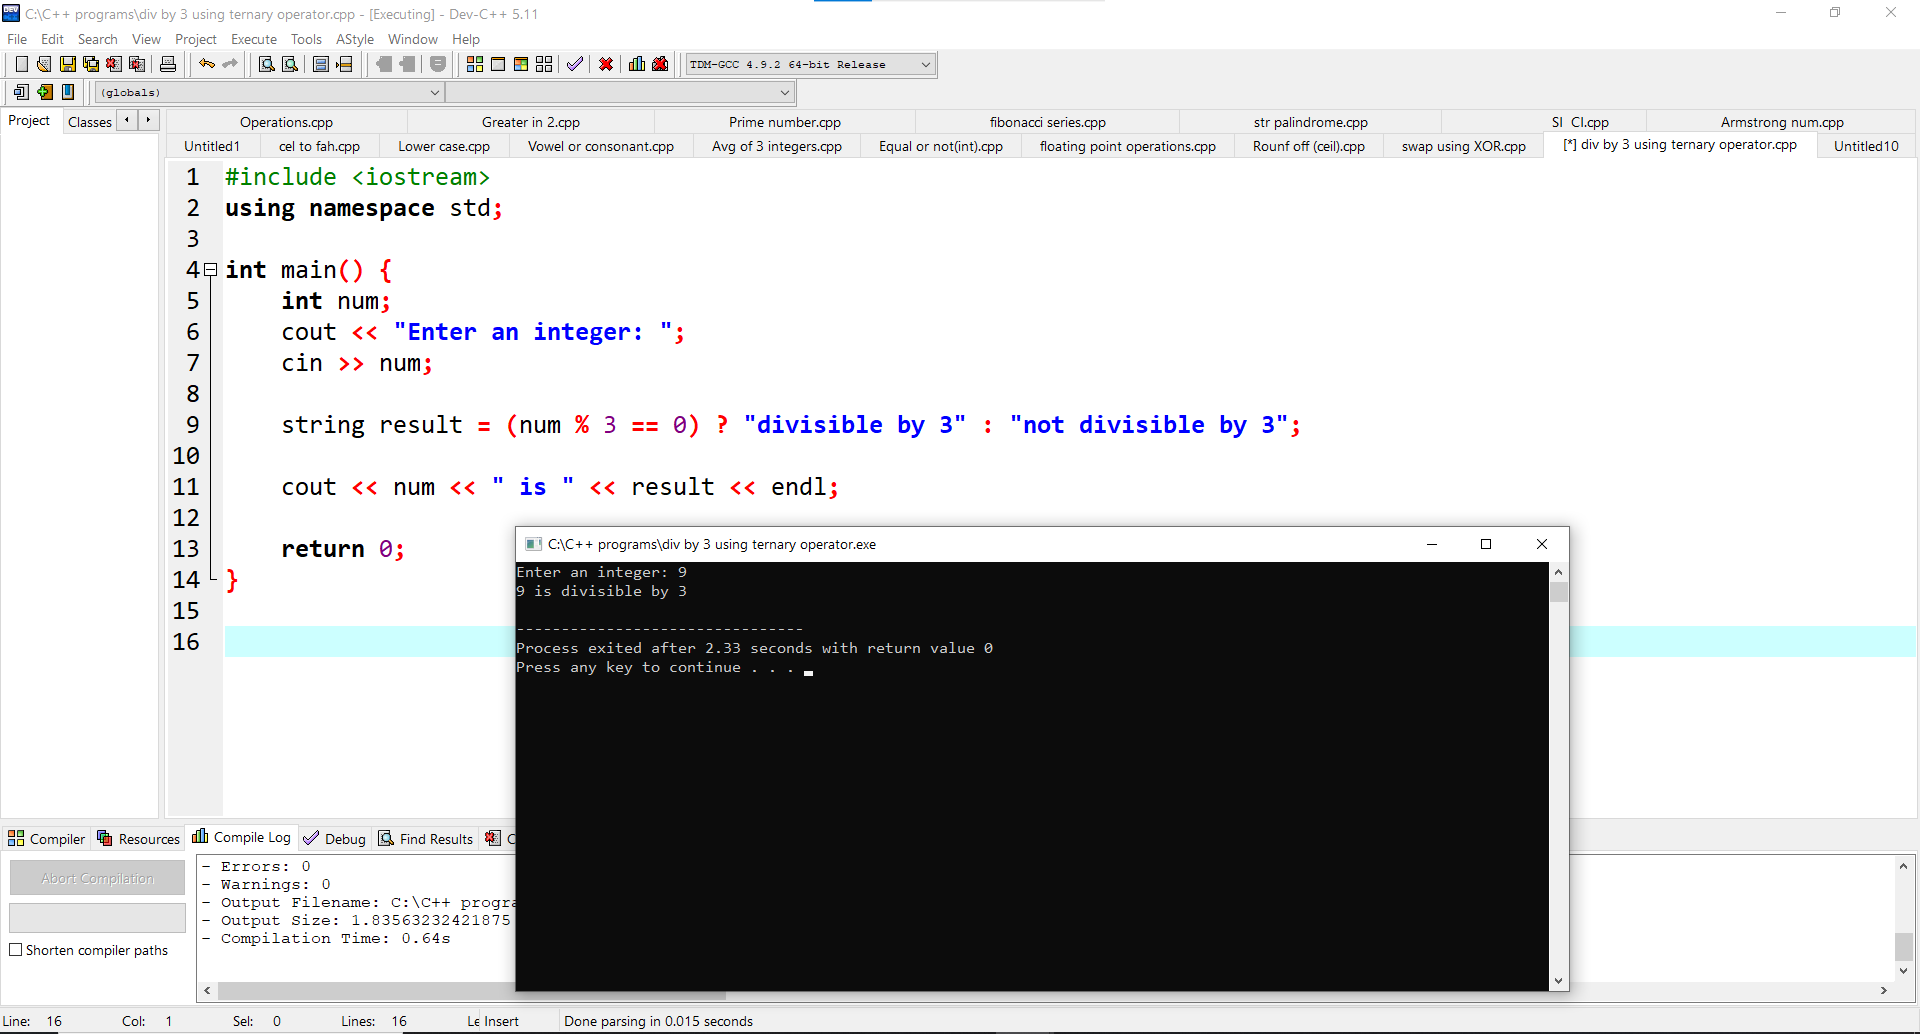 C:\C++ programs\div by 3 using ternary operator.cpp - [Executing] - Dev-C++ 5.11
File Edit Search View Project Execute Tools AStyle Window Help
TDM-GCC 4.9.2 64-bit Release
(globals)
Project Classes
Operations.cpp Greater in 2.cpp Prime number.cpp fibonacci series.cpp str palindrome.cpp SI CI.cpp Armstrong num.cpp
Untitled1 cel to fah.cpp Lower case.cpp Vowel or consonant.cpp Avg of 3 integers.cpp Equal or not(int).cpp floating point operations.cpp Rounf off (ceil).cpp swap using XOR.cpp [*] div by 3 using ternary operator.cpp Untitled10
1 #include <iostream>
2 using namespace std;
3
4 int main() {
5 int num;
6 cout << "Enter an integer: ";
7 cin >> num;
8
9 string result = (num % 3 == 0) ? "divisible by 3" : "not divisible by 3";
10
11 cout << num << " is " << result << endl;
12
13 return 0;
14 }
15
16
C:\C++ programs\div by 3 using ternary operator.exe
Enter an integer: 9
9 is divisible by 3
--------------------------------
Process exited after 2.33 seconds with return value 0
Press any key to continue . . .
Compiler Resources Compile Log Debug Find Results C
Abort Compilation
Shorten compiler paths
- Errors: 0
- Warnings: 0
- Output Filename: C:\C++ progra
- Output Size: 1.83563232421875
- Compilation Time: 0.64s
Line: 16 Col: 1 Sel: 0 Lines: 16 Le Insert Done parsing in 0.015 seconds